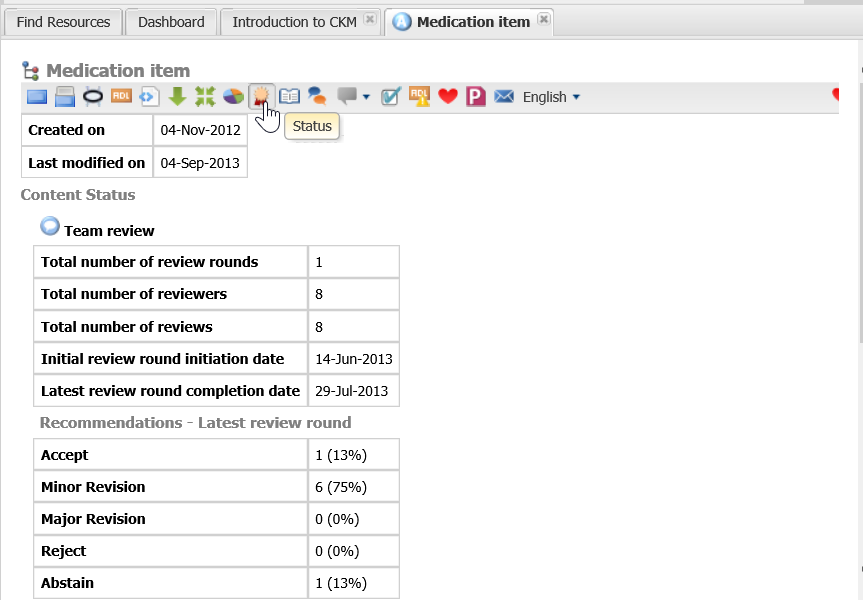 Find Resources Dashboard Introduction to CKM A Medication item
Medication item
ADL ADL P English
Status
Created on 04-Nov-2012
Last modified on 04-Sep-2013
Content Status
Team review
Total number of review rounds 1
Total number of reviewers 8
Total number of reviews 8
Initial review round initiation date 14-Jun-2013
Latest review round completion date 29-Jul-2013
Recommendations - Latest review round
Accept 1 (13%)
Minor Revision 6 (75%)
Major Revision 0 (0%)
Reject 0 (0%)
Abstain 1 (13%)